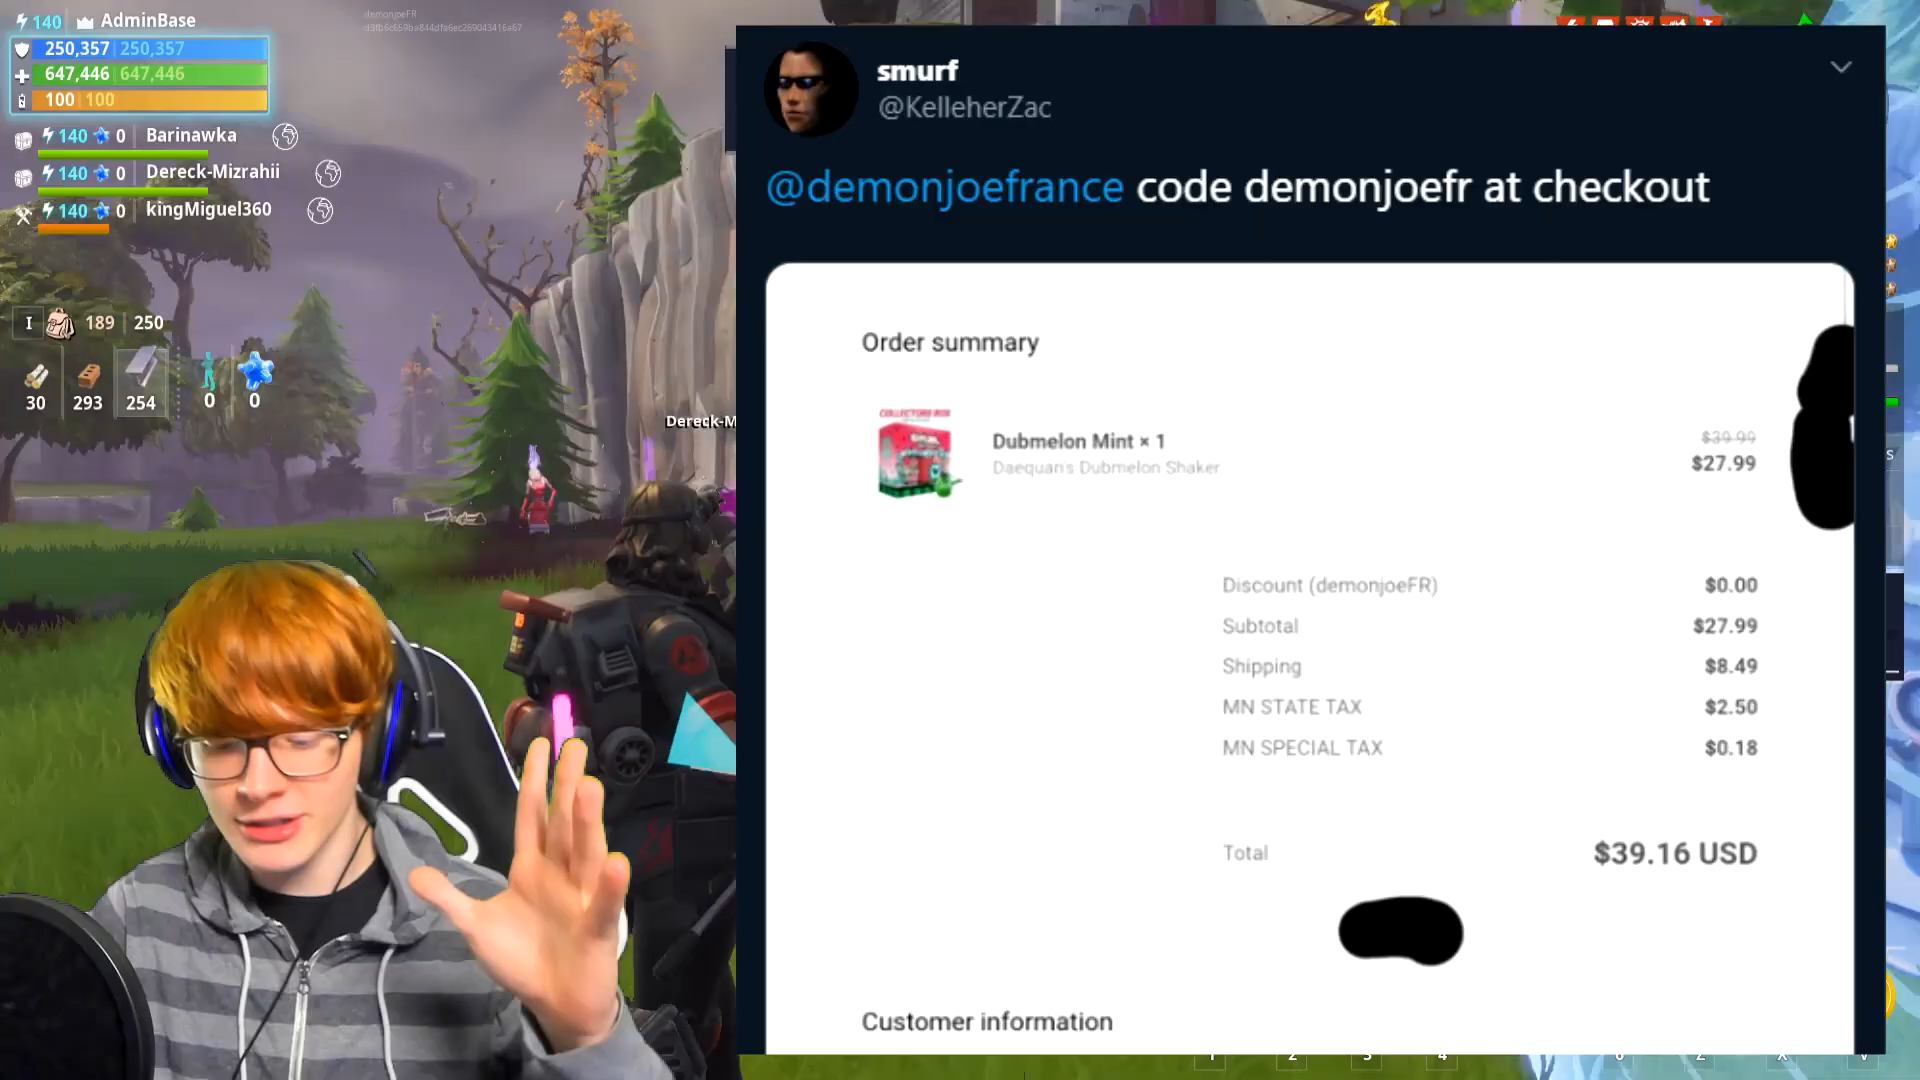 140 AdminBase
250,357 250,357
647,446 647,446
100 100
140 0 Barinawka
140 0 Dereck-Mizrahii
140 0 kingMiguel360
I 189 250
30 293 254 0 0
demonjoeFR
Dereck-M
smurf
@KelleherZac
@demonjoefrance code demonjoefr at checkout
Order summary
COLLECTORS BOX
Dubmelon Mint × 1
Daequan's Dubmelon Shaker
$39.99
$27.99
Discount (demonjoeFR) $0.00
Subtotal $27.99
Shipping $8.49
MN STATE TAX $2.50
MN SPECIAL TAX $0.18
Total $39.16 USD
Customer information